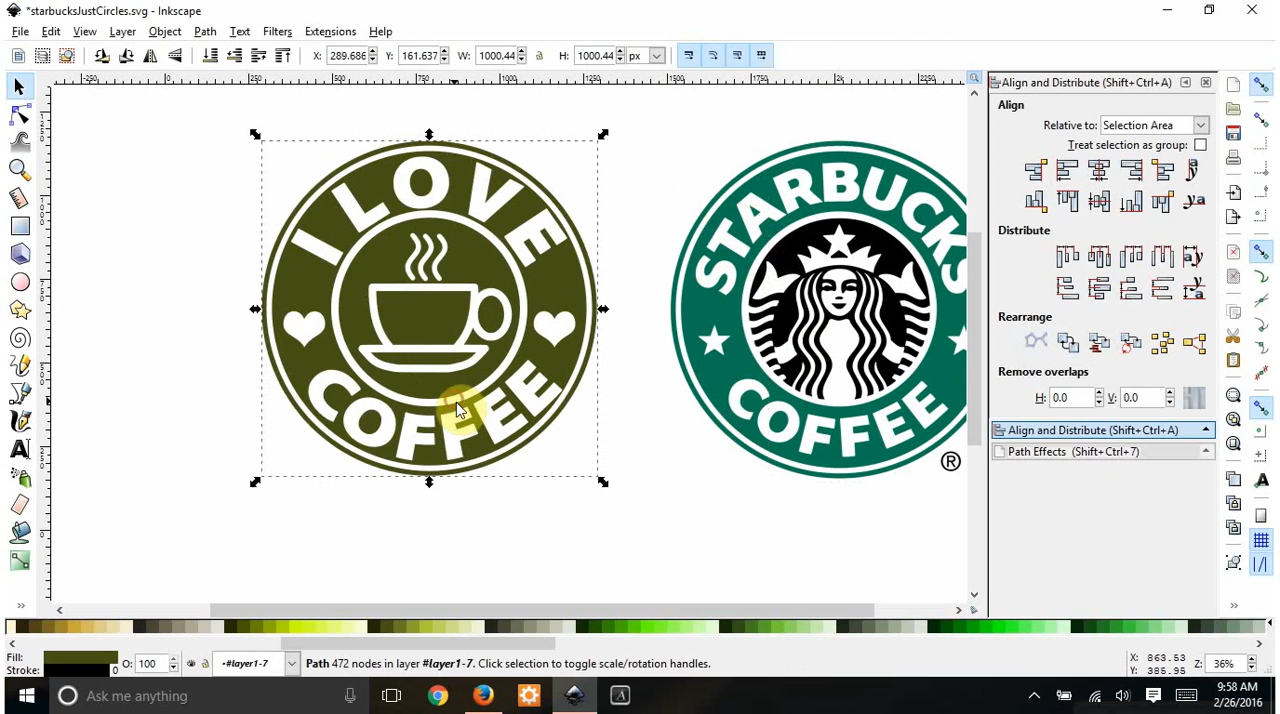 *starbucksJustCircles.svg - Inkscape
File Edit View Layer Object Path Text Filters Extensions Help
X: 289.686 Y: 161.637 W: 1000.44 H: 1000.44 px
Align and Distribute (Shift+Ctrl+A)
Align
Relative to: Selection Area
Treat selection as group:
Distribute
Rearrange
Remove overlaps
H: 0.0 V: 0.0
Align and Distribute (Shift+Ctrl+A)
Path Effects (Shift+Ctrl+7)
I LOVE
COFFEE
STARBUCKS
COFFEE
®
Fill:
Stroke: 0
O: 100
•#layer1-7
Path 472 nodes in layer #layer1-7. Click selection to toggle scale/rotation handles.
X: 863.53
Y: 385.95
Z: 36%
Ask me anything
9:58 AM
2/26/2016